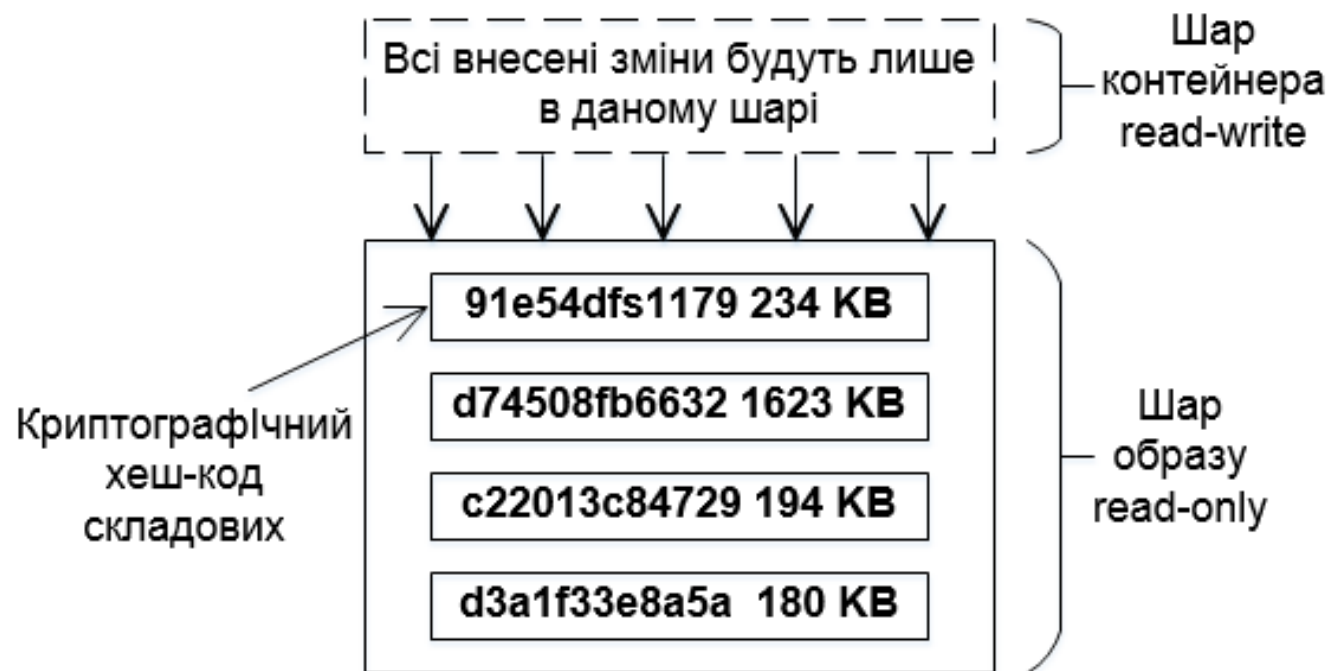 Всі внесені зміни будуть лише
в даному шарі
Шар
контейнера
read-write
91e54dfs1179 234 KB
d74508fb6632 1623 KB
c22013c84729 194 KB
d3a1f33e8a5a 180 KB
КриптографІчний
хеш-код
складових
Шар
образу
read-only